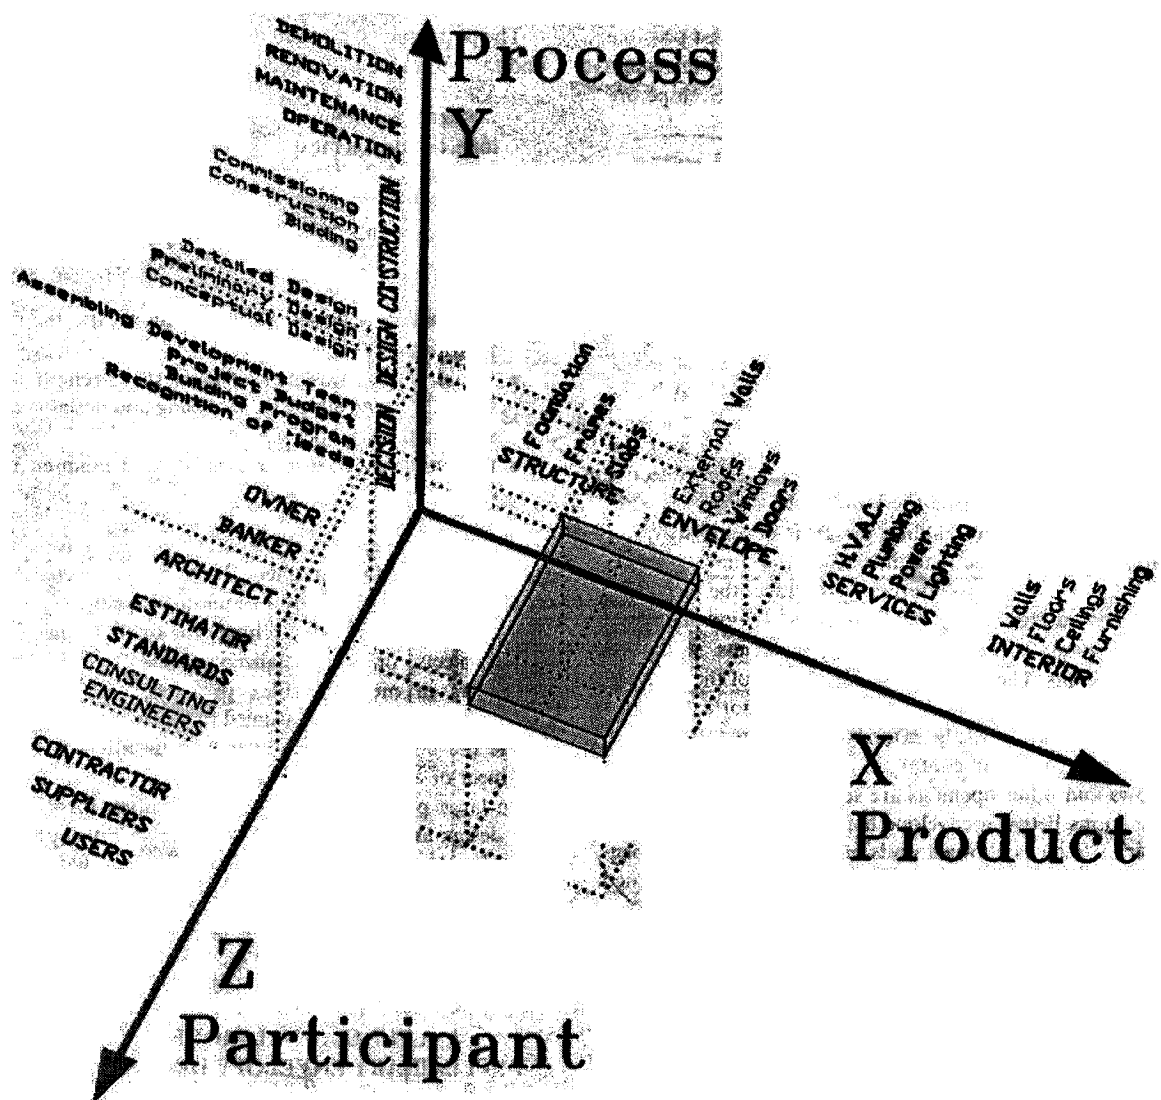 DEMOLITION
RENOVATION
MAINTENANCE
OPERATION
Process
Y
Commissioning
Construction
Bidding
CONSTRUCTION
Detailed Design
Preliminary Design
Conceptual Design
DESIGN
Assembling Development Team
Project Budget
Building Program
Recognition of Needs
DECISION
OWNER
BANKER
ARCHITECT
ESTIMATOR
STANDARDS
CONSULTING
ENGINEERS
CONTRACTOR
SUPPLIERS
USERS
Foundation
Frames
Slabs
STRUCTURE
External Walls
Roofs
Windows
Doors
ENVELOPE
H.V.A.C.
Plumbing
Power
Lighting
SERVICES
Walls
Floors
Ceilings
Furnishing
INTERIOR
X
Product
Z
Participant